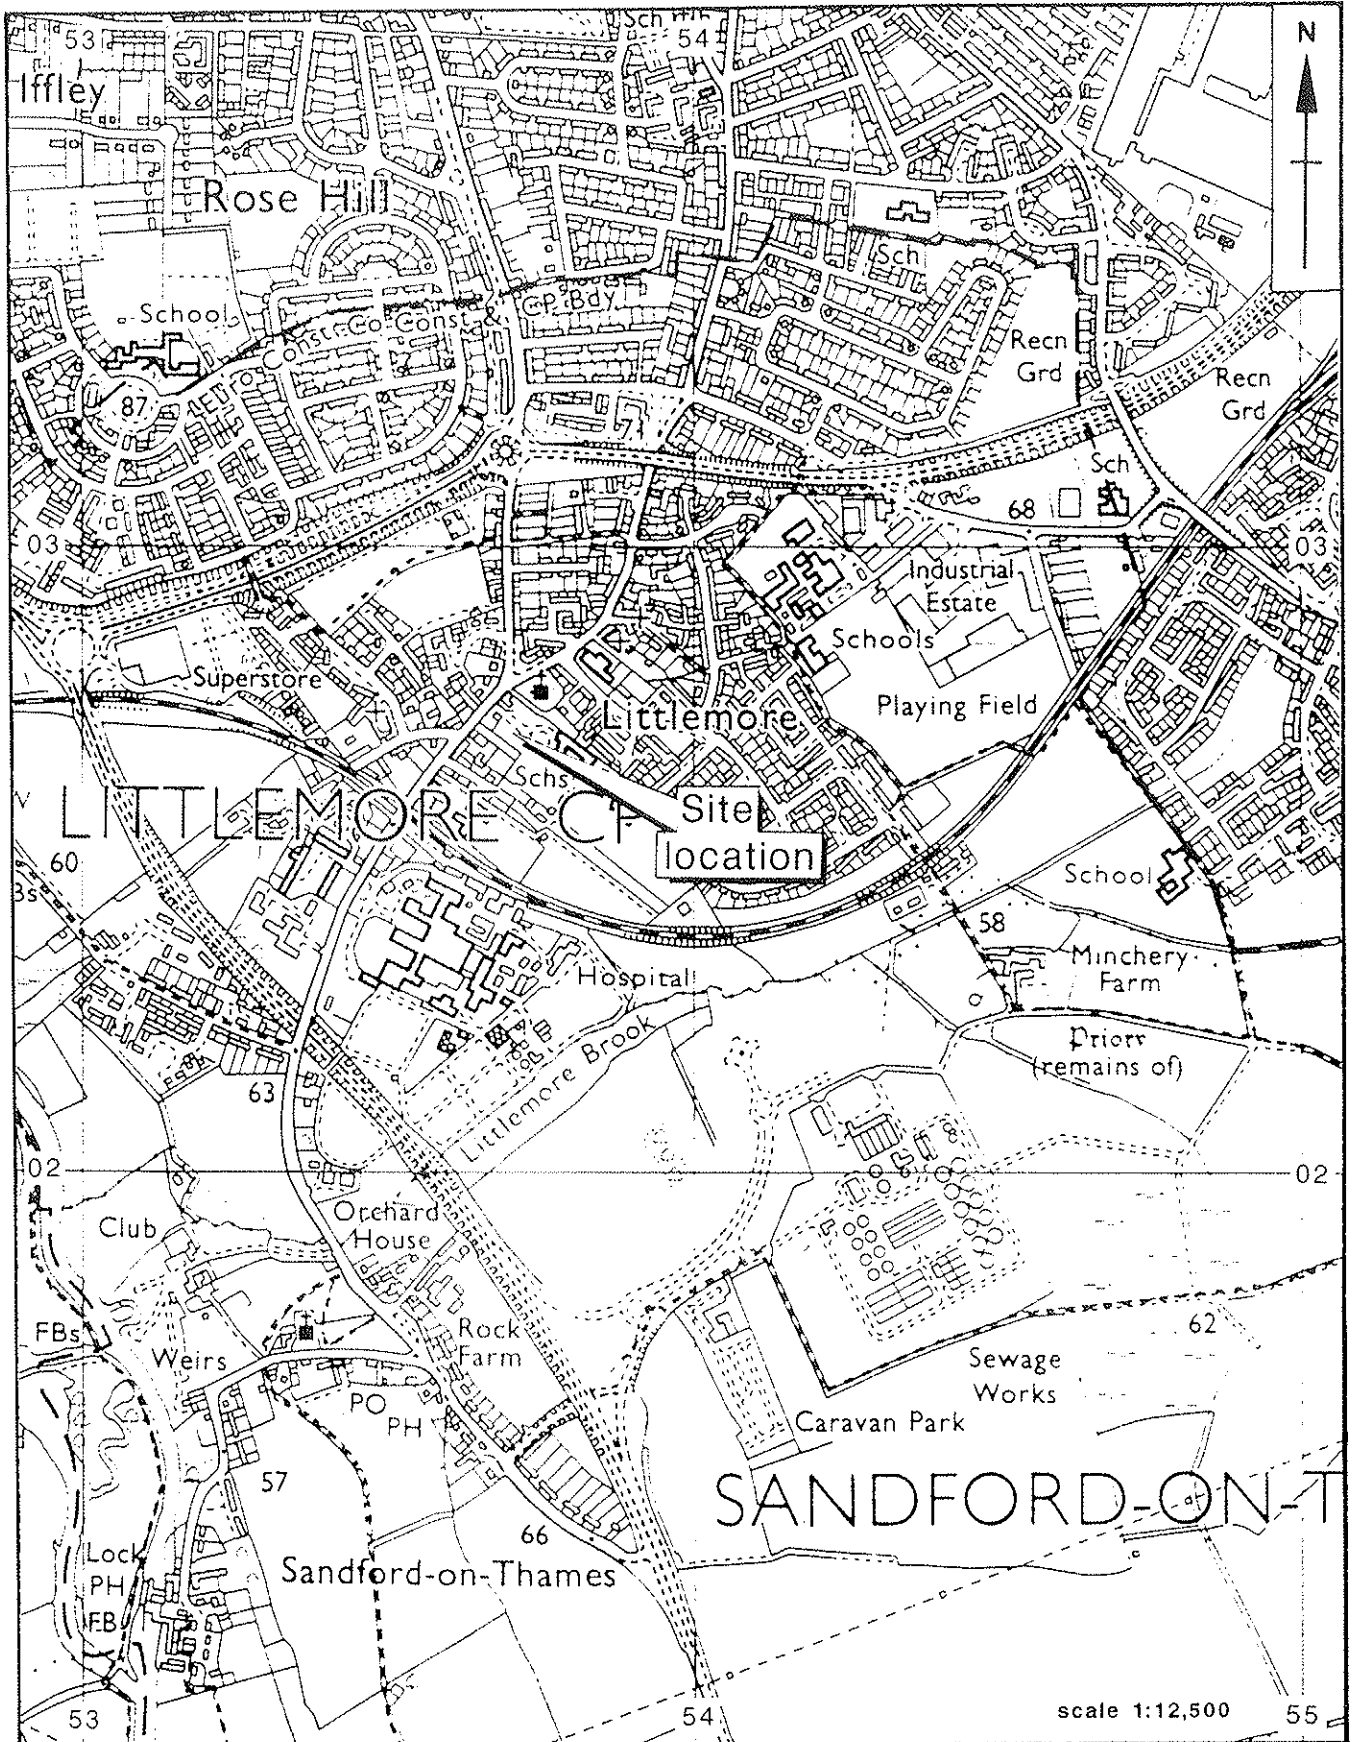 53
Sch
54
N
Iffley
Rose Hill
Sch
School
Co Const & CP Bdy
ED
Co Const
Recn
Grd
Recn
Grd
87
Sch
68
03
03
Industrial
Estate
Schools
Superstore
Playing Field
Littlemore
Schs
LITTLEMORE CP
Site
location
60
School
58
Hospital
Minchery
Farm
Littlemore Brook
Priory
(remains of)
63
02
02
Orchard
House
Club
FBs
Weirs
Rock
Farm
62
Sewage
Works
PO
PH
Caravan Park
57
SANDFORD-ON-T
66
Lock
PH
FB
Sandford-on-Thames
53
54
scale 1:12,500
55